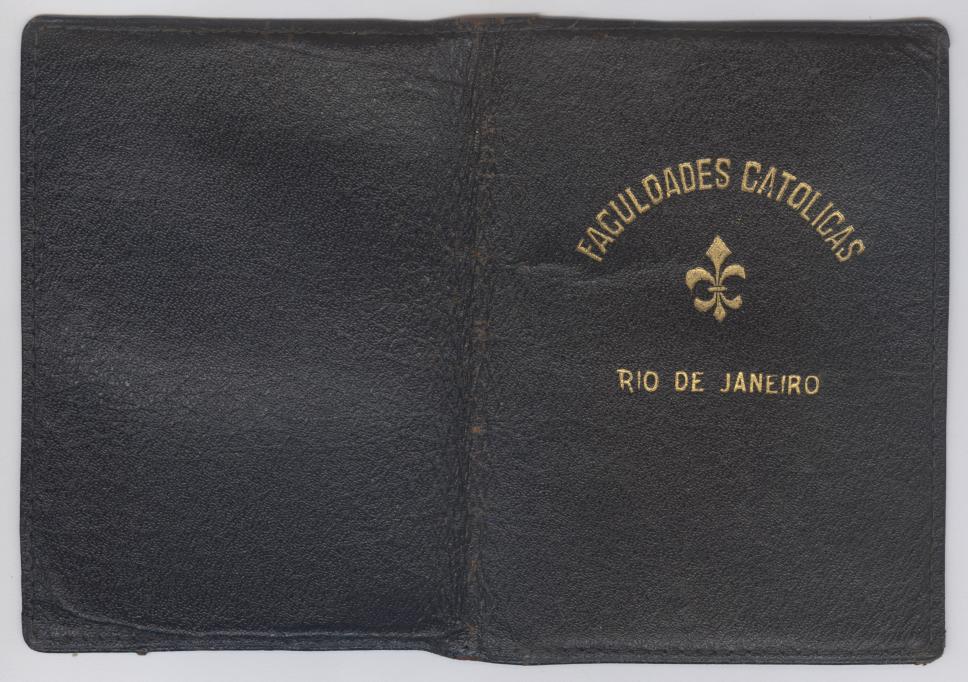 FACULDADES CATOLICAS
RIO DE JANEIRO